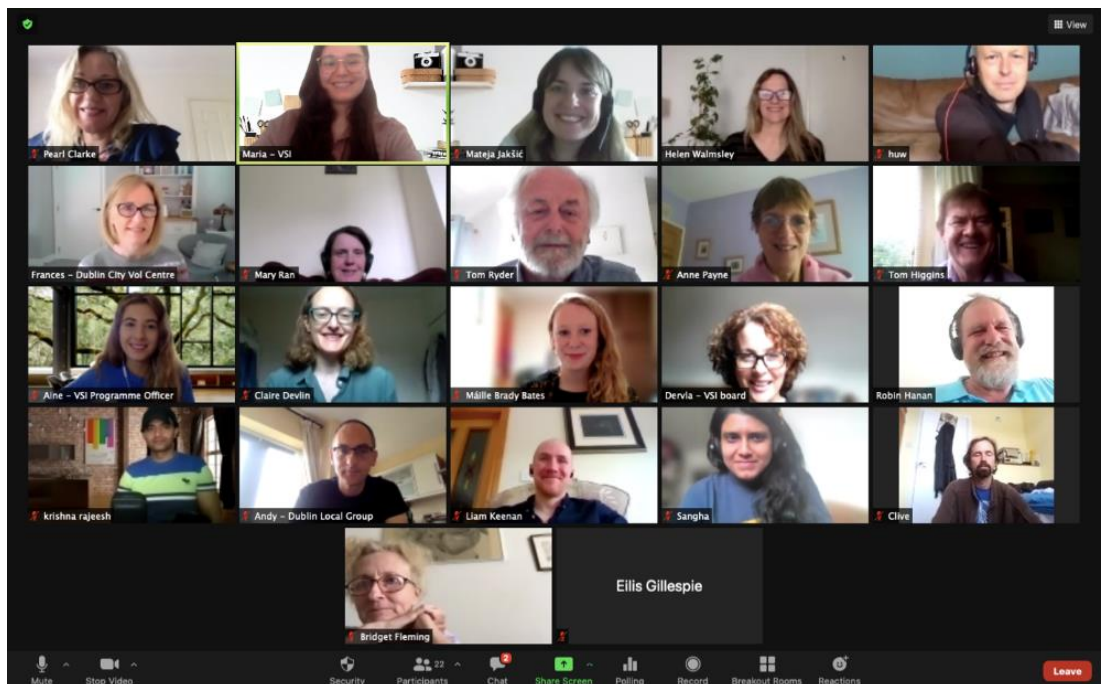 View
Pearl Clarke
Maria – VSI
Mateja Jakšić
Helen Walmsley
huw
Frances – Dublin City Vol Centre
Mary Ran
Tom Ryder
Anne Payne
Tom Higgins
Aine – VSI Programme Officer
Claire Devlin
Máille Brady Bates
Dervla – VSI board
Robin Hanan
krishna rajeesh
Andy – Dublin Local Group
Liam Keenan
Sangha
Clive
Bridget Fleming
Eilis Gillespie
22
2
Mute
Stop Video
Security
Participants
Chat
Share Screen
Polling
Record
Breakout Rooms
Reactions
Leave